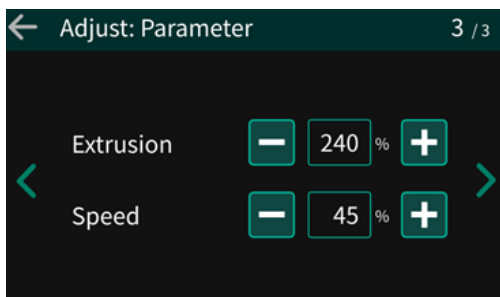 Adjust: Parameter 3 / 3
Extrusion 240 %
Speed 45 %